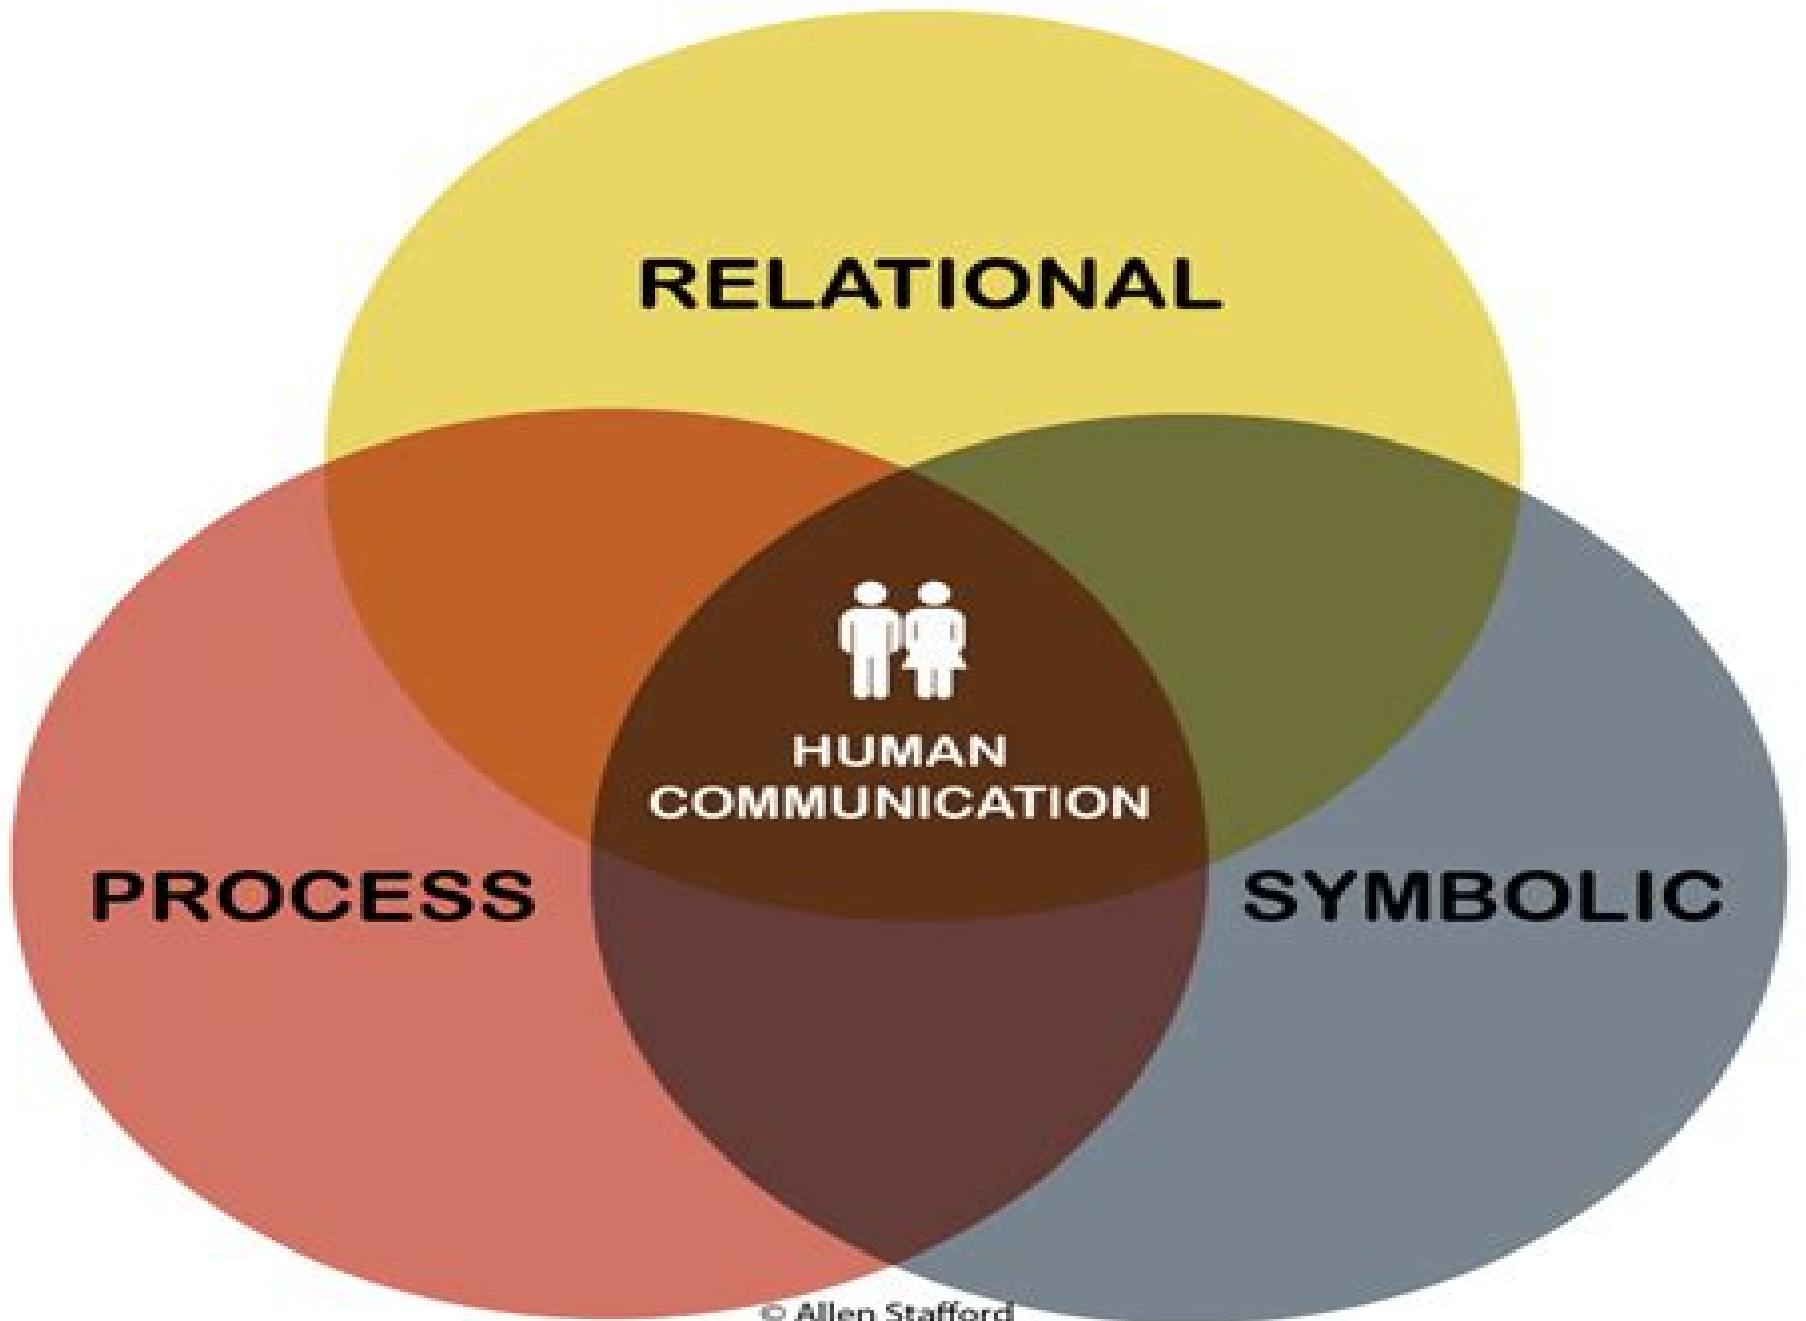 RELATIONAL
HUMAN
COMMUNICATION
PROCESS
SYMBOLIC
© Allen Stafford